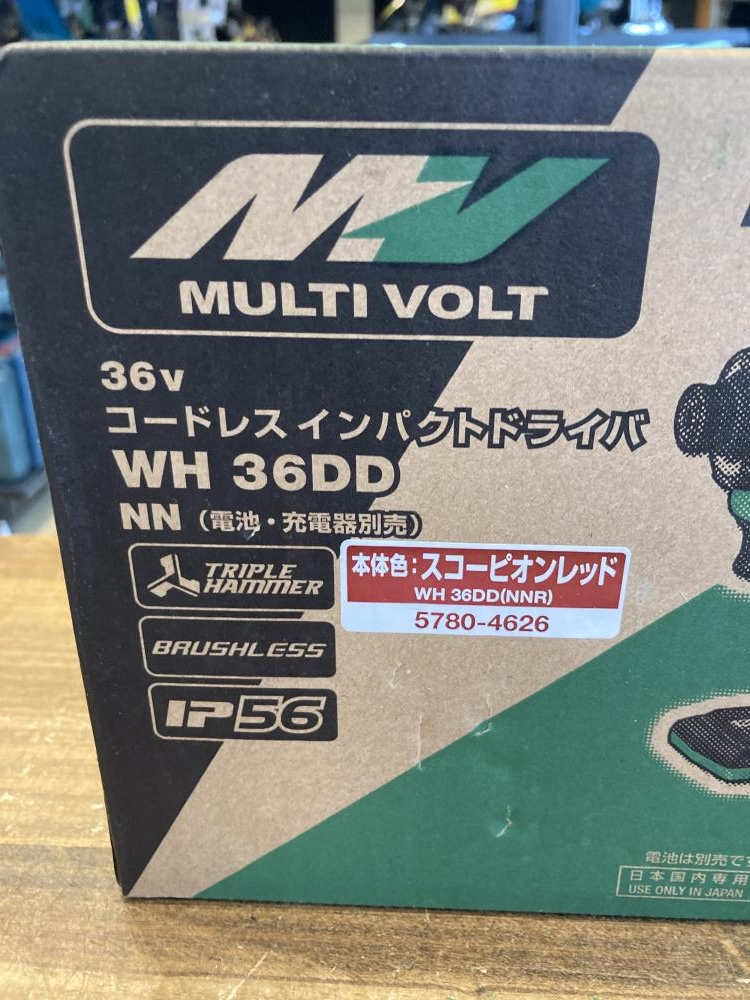 MV
MULTI VOLT
36v
コードレス インパクトドライバ
WH 36DD
NN（電池・充電器別売）
TRIPLE
HAMMER
本体色：スコーピオンレッド
WH 36DD(NNR)
5780-4626
BRUSHLESS
IP56
電池は別売です
日本国内専用
USE ONLY IN JAPAN